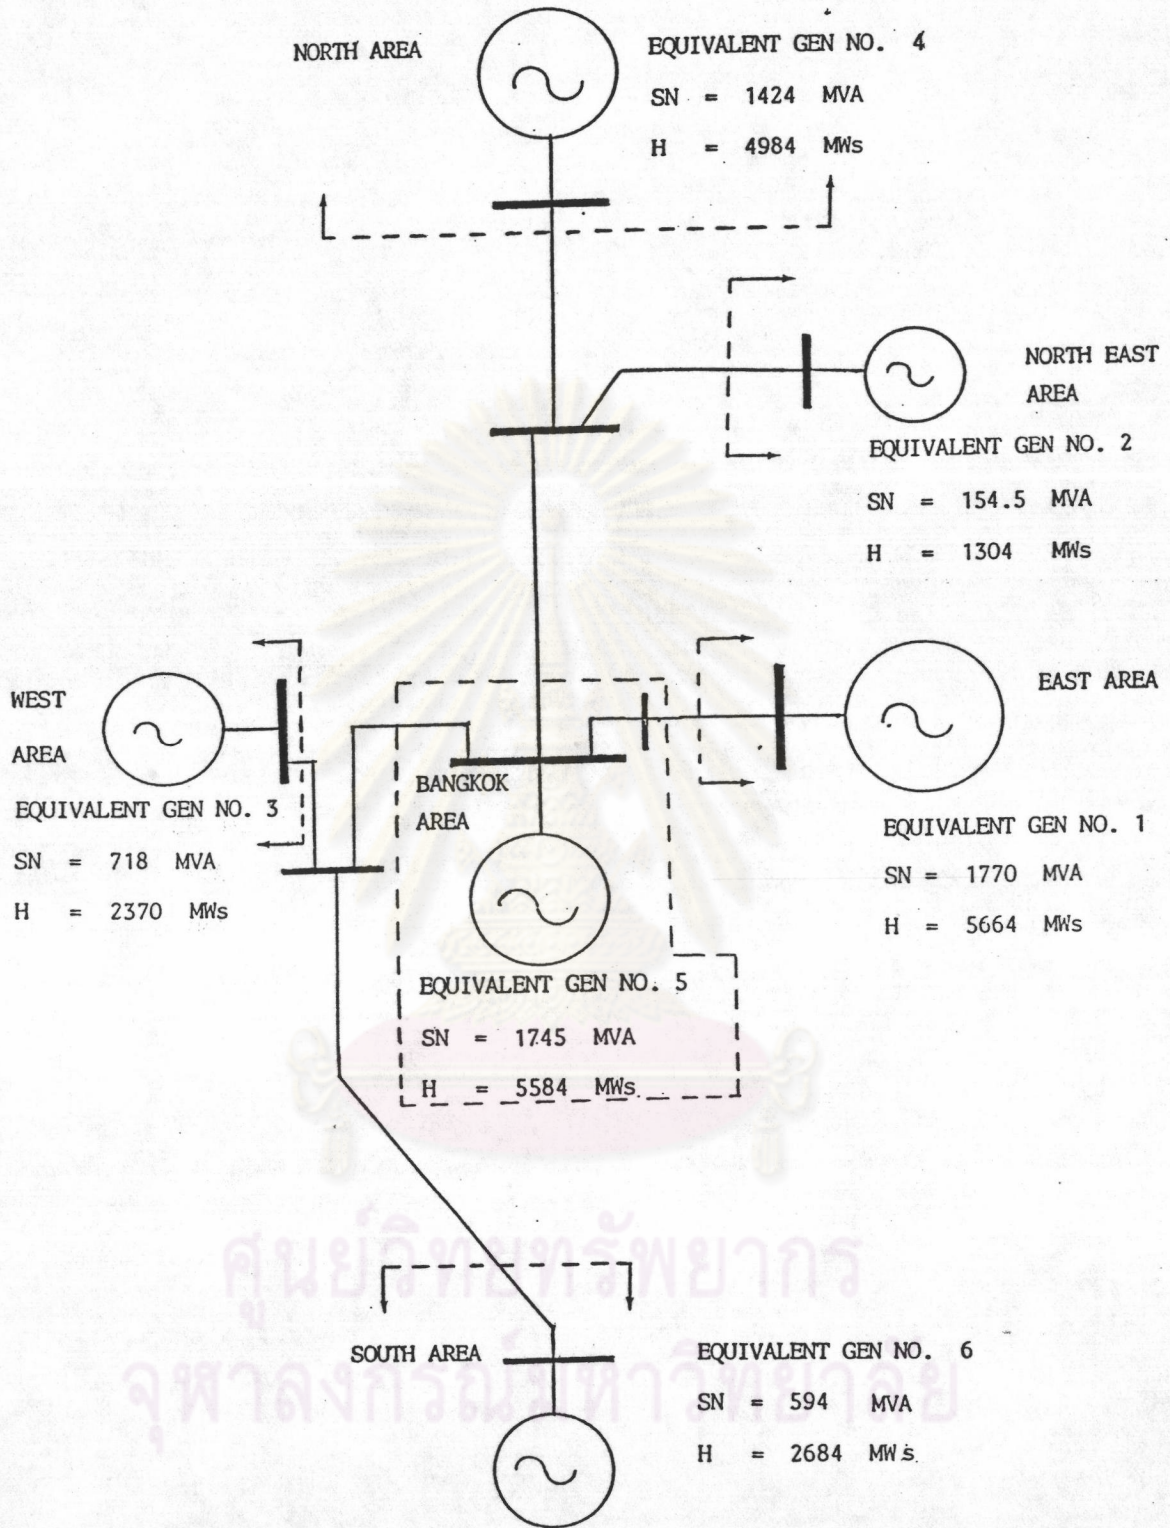 NORTH AREA
EQUIVALENT GEN NO. 4
SN = 1424 MVA
H = 4984 MWs
NORTH EAST
AREA
EQUIVALENT GEN NO. 2
SN = 154.5 MVA
H = 1304 MWs
WEST
AREA
EQUIVALENT GEN NO. 3
SN = 718 MVA
H = 2370 MWs
BANGKOK
AREA
EAST AREA
EQUIVALENT GEN NO. 1
SN = 1770 MVA
H = 5664 MWs
EQUIVALENT GEN NO. 5
SN = 1745 MVA
H = 5584 MWs
ศูนย์วิทยทรัพยากร
จุฬาลงกรณ์มหาวิทยาลัย
SOUTH AREA
EQUIVALENT GEN NO. 6
SN = 594 MVA
H = 2684 MWs